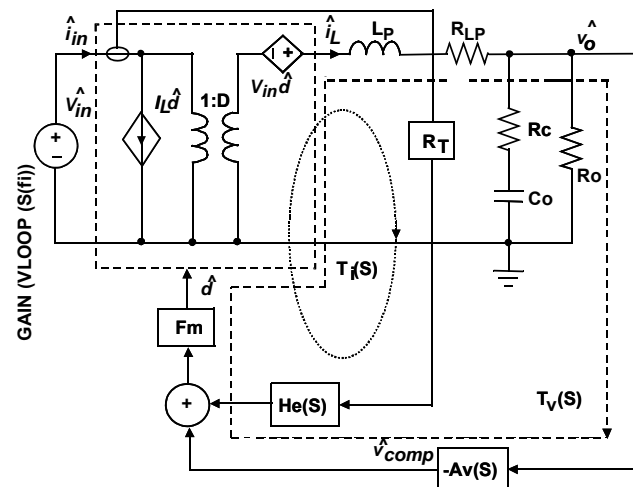 î_in
î_L
L_P
R_LP
v̂_o
V̂_in
I_L d̂
1:D
V_in d̂
+
−
+
R_T
Rc
Ro
Co
GAIN (VLOOP (S(fi))
T_i(S)
d̂
Fm
+
He(S)
T_v(S)
v̂_comp
-Av(S)